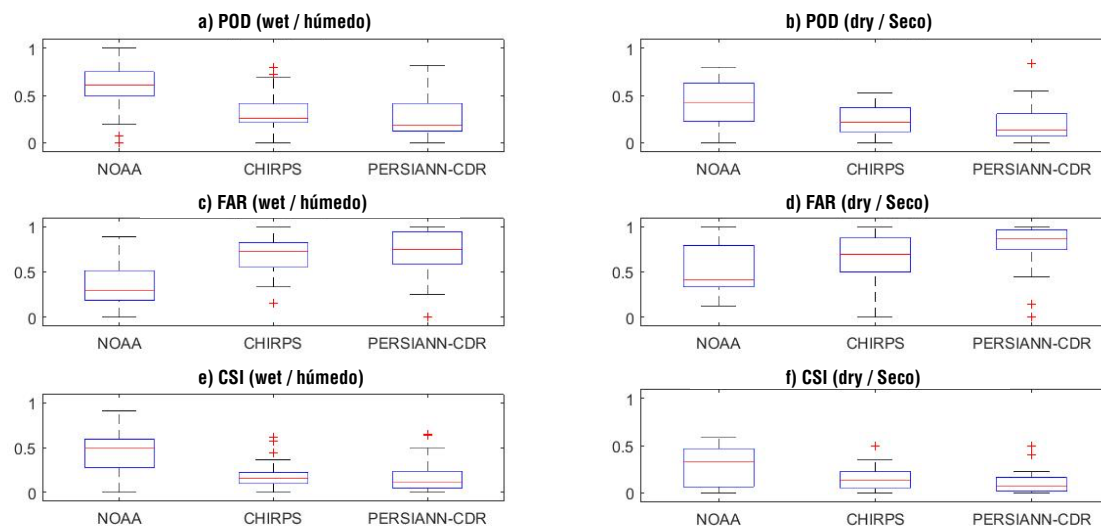 a) POD (wet / húmedo)
1
0.5
0
NOAA CHIRPS PERSIANN-CDR
b) POD (dry / Seco)
1
0.5
0
NOAA CHIRPS PERSIANN-CDR
c) FAR (wet / húmedo)
1
0.5
0
NOAA CHIRPS PERSIANN-CDR
d) FAR (dry / Seco)
1
0.5
0
NOAA CHIRPS PERSIANN-CDR
e) CSI (wet / húmedo)
1
0.5
0
NOAA CHIRPS PERSIANN-CDR
f) CSI (dry / Seco)
1
0.5
0
NOAA CHIRPS PERSIANN-CDR